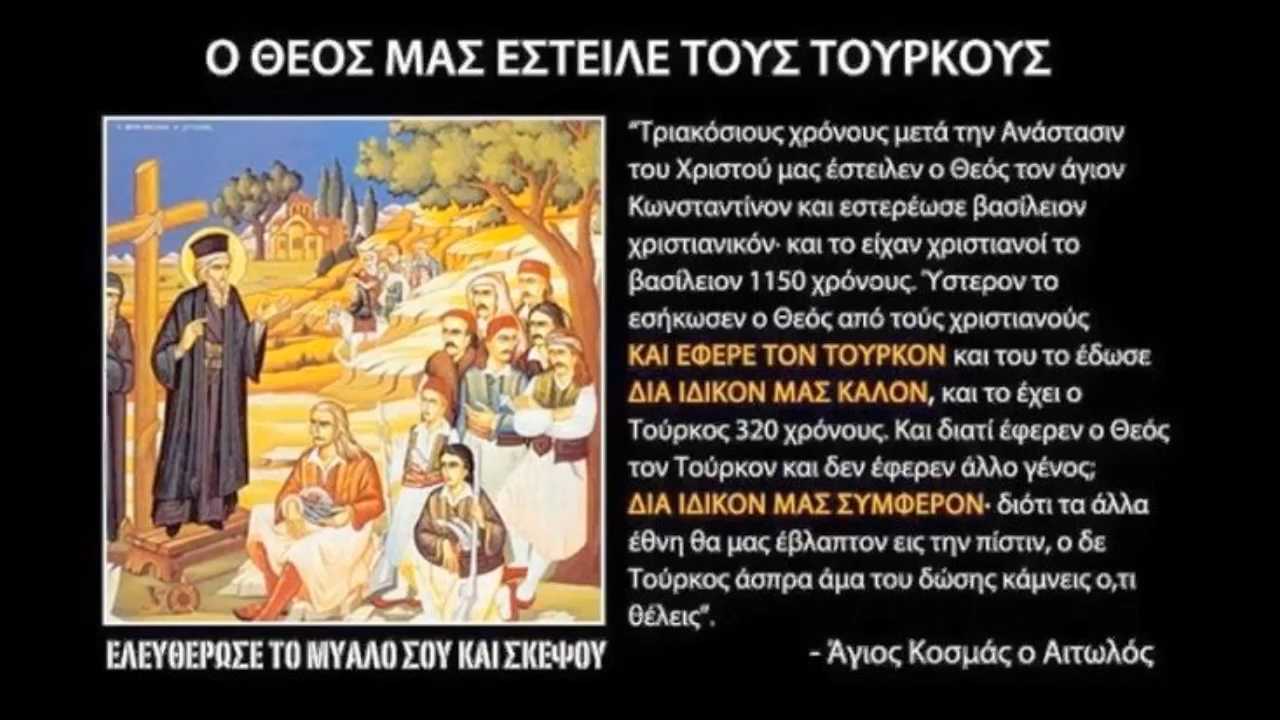 Ο ΘΕΟΣ ΜΑΣ ΕΣΤΕΙΛΕ ΤΟΥΣ ΤΟΥΡΚΟΥΣ
“Τριακόσιους χρόνους μετά την Ανάστασιν
του Χριστού μας έστειλεν ο Θεός τον άγιον
Κωνσταντίνον και εστερέωσε βασίλειον
χριστιανικόν· και το είχαν χριστιανοί το
βασίλειον 1150 χρόνους. Ύστερον το
εσήκωσεν ο Θεός από τούς χριστιανούς
ΚΑΙ ΕΦΕΡΕ ΤΟΝ ΤΟΥΡΚΟΝ και του το έδωσε
ΔΙΑ ΙΔΙΚΟΝ ΜΑΣ ΚΑΛΟΝ, και το έχει ο
Τούρκος 320 χρόνους. Και διατί έφερεν ο Θεός
τον Τούρκον και δεν έφερεν άλλο γένος;
ΔΙΑ ΙΔΙΚΟΝ ΜΑΣ ΣΥΜΦΕΡΟΝ· διότι τα άλλα
έθνη θα μας έβλαπτον εις την πίστιν, ο δε
Τούρκος άσπρα άμα του δώσης κάμνεις ο,τι
θέλεις”.
- Άγιος Κοσμάς ο Αιτωλός
ΕΛΕΥΘΕΡΩΣΕ ΤΟ ΜΥΑΛΟ ΣΟΥ ΚΑΙ ΣΚΕΨΟΥ